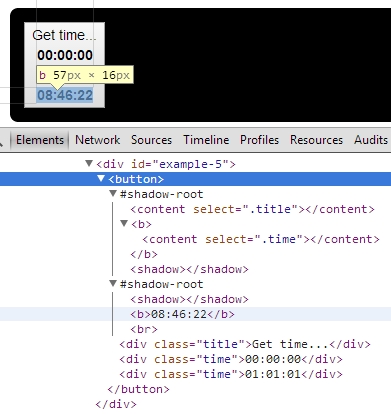 Get time...
00:00:00
b 57px × 16px
08:46:22
Elements Network Sources Timeline Profiles Resources Audits
▼<div id="example-5">
▼<button>
▼#shadow-root
<content select=".title"></content>
▼<b>
<content select=".time"></content>
</b>
<shadow></shadow>
▼#shadow-root
<shadow></shadow>
<b>08:46:22</b>
<br>
<div class="title">Get time...</div>
<div class="time">00:00:00</div>
<div class="time">01:01:01</div>
</button>
</div>